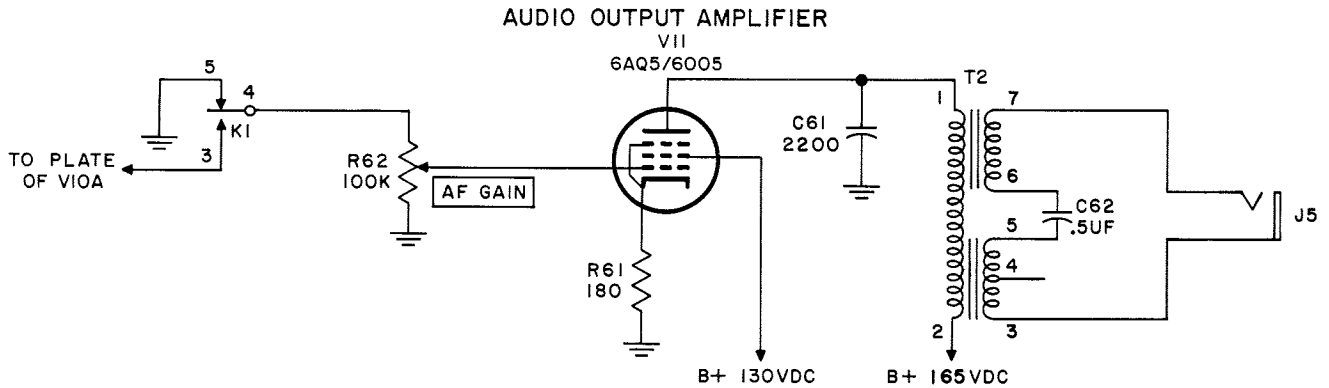 AUDIO OUTPUT AMPLIFIER
V11
6AQ5/6005
5
4
K1
3
TO PLATE
OF V10A
R62
100K
AF GAIN
R61
180
C61
2200
T2
1
7
6
C62
.5UF
5
4
J5
2
3
B+ 130VDC
B+ 165VDC